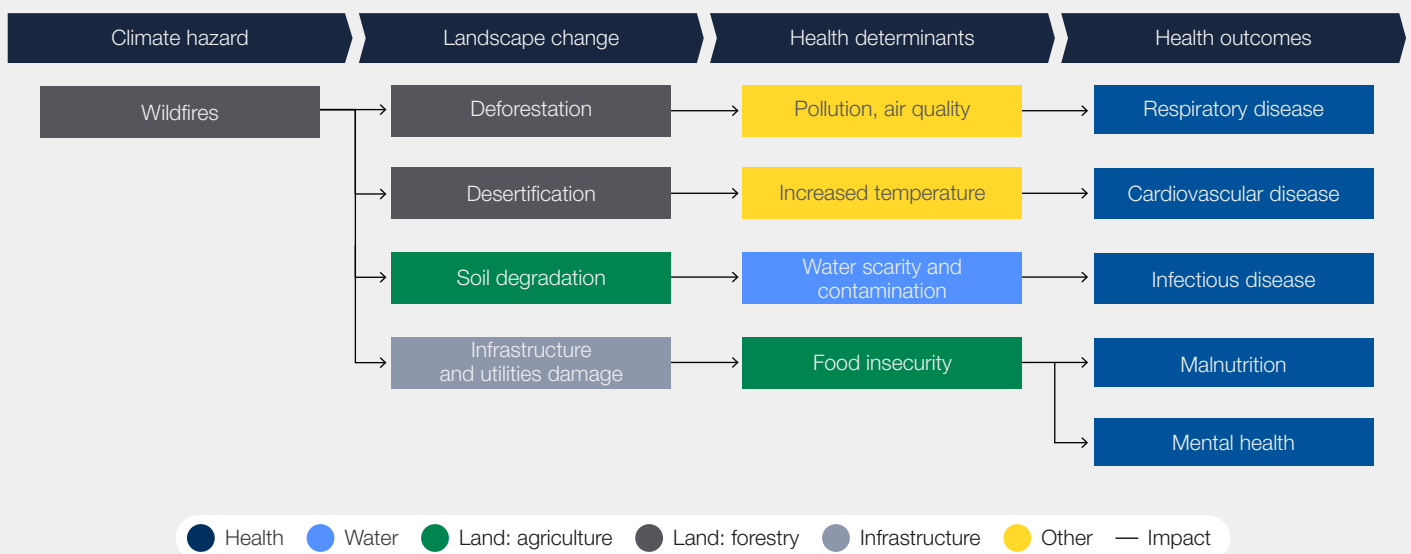 Climate hazard
Landscape change
Health determinants
Health outcomes
Wildfires
Deforestation
Pollution, air quality
Respiratory disease
Desertification
Increased temperature
Cardiovascular disease
Soil degradation
Water scarity and
contamination
Infectious disease
Infrastructure
and utilities damage
Food insecurity
Malnutrition
Mental health
Health
Water
Land: agriculture
Land: forestry
Infrastructure
Other
Impact